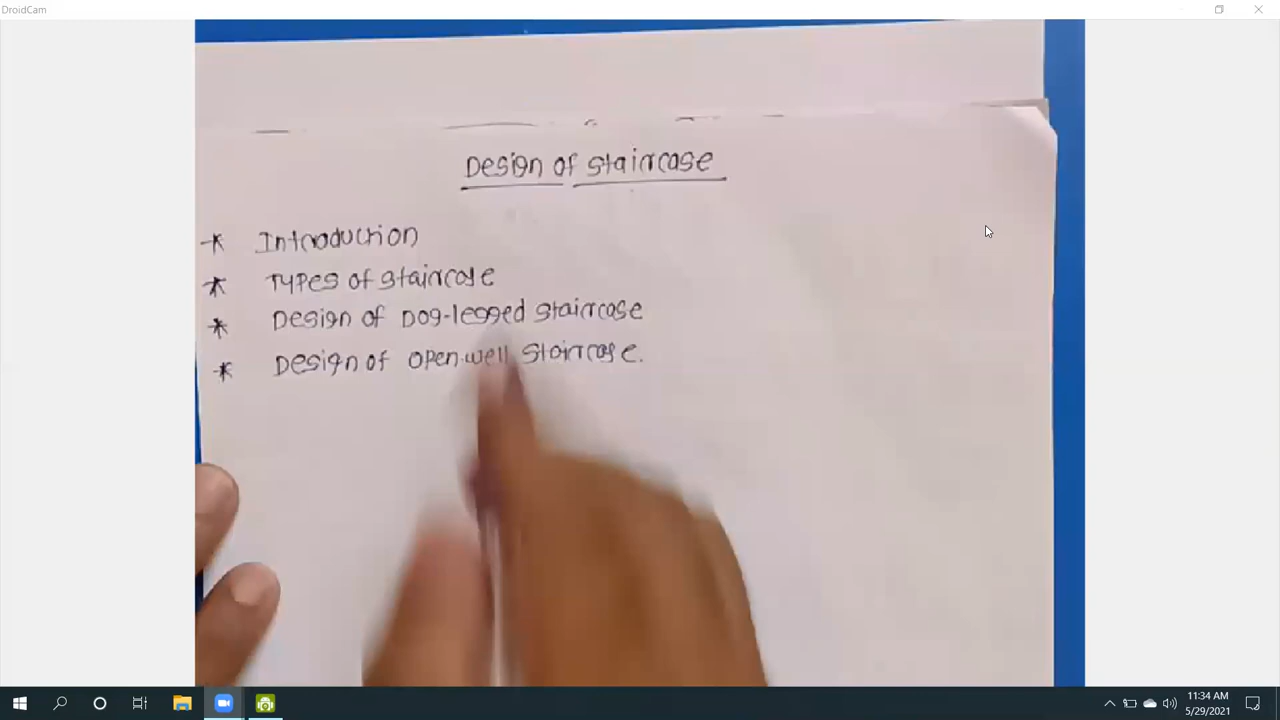 DroidCam
Design of staircase
* Introduction
* Types of staircase
* Design of Dog-legged staircase
* Design of open-well staircase.
11:34 AM
5/29/2021